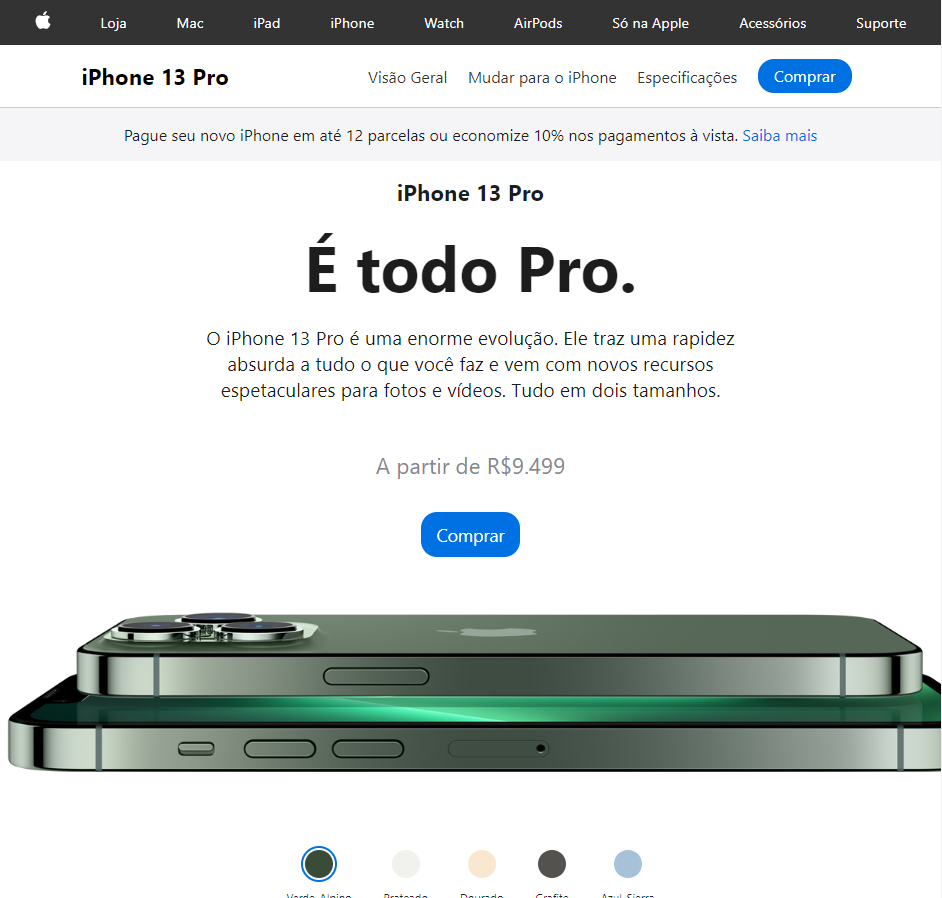 Loja Mac iPad iPhone Watch AirPods Só na Apple Acessórios Suporte
iPhone 13 Pro Visão Geral Mudar para o iPhone Especificações Comprar
Pague seu novo iPhone em até 12 parcelas ou economize 10% nos pagamentos à vista. Saiba mais
iPhone 13 Pro
É todo Pro.
O iPhone 13 Pro é uma enorme evolução. Ele traz uma rapidez
absurda a tudo o que você faz e vem com novos recursos
espetaculares para fotos e vídeos. Tudo em dois tamanhos.
A partir de R$9.499
Comprar
Verde-Alpino Prateado Dourado Grafite Azul-Sierra